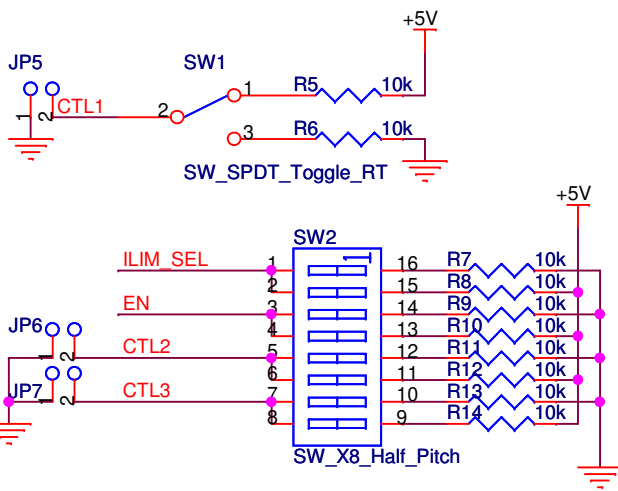 +5V
JP5
SW1
1
R5
10k
CTL1
2
1
2
3
R6
10k
SW_SPDT_Toggle_RT
+5V
SW2
1
ILIM_SEL
1
16
R7
10k
2
15
R8
10k
EN
3
14
R9
10k
JP6
4
13
R10
10k
1
2
CTL2
5
12
R11
10k
JP7
6
11
R12
10k
1
2
CTL3
7
10
R13
10k
8
9
R14
10k
SW_X8_Half_Pitch